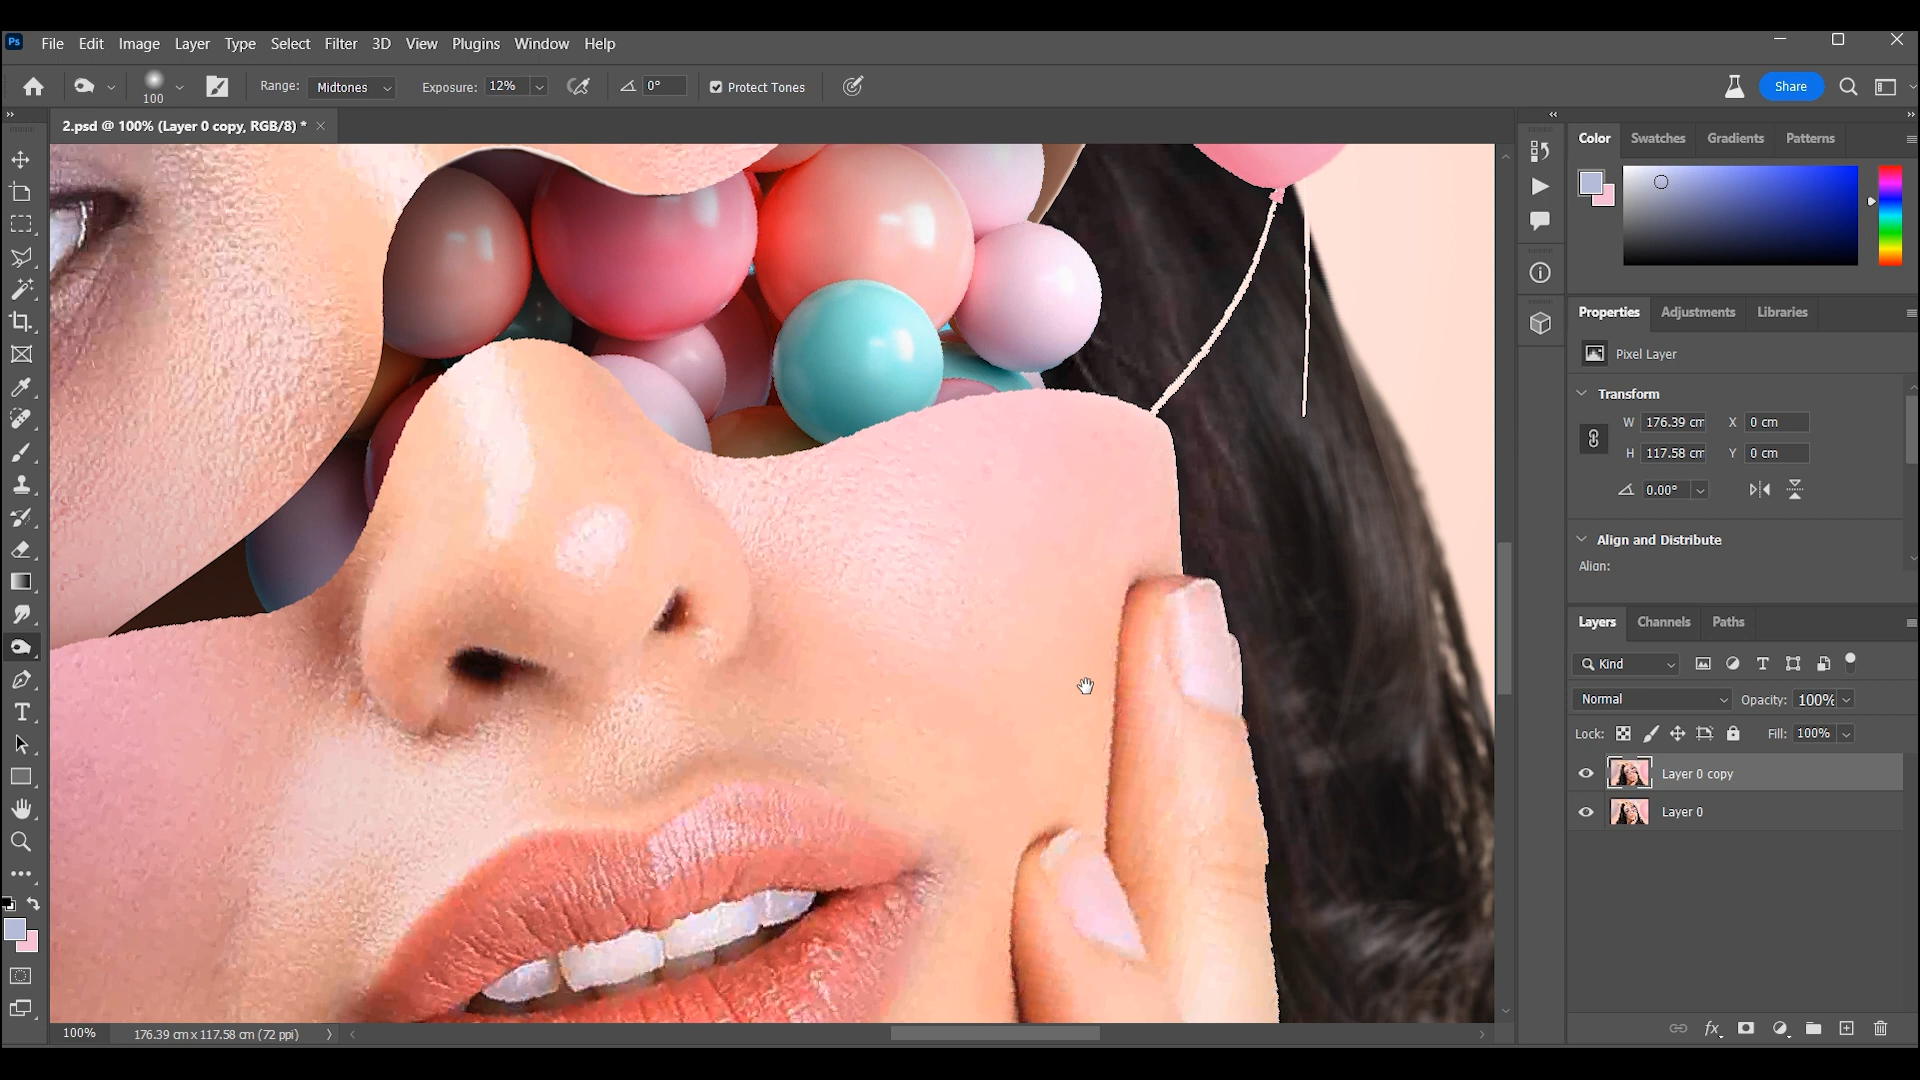 Ps File Edit Image Layer Type Select Filter 3D View Plugins Window Help
100 Range: Midtones Exposure: 12% 0° Protect Tones Share
2.psd @ 100% (Layer 0 copy, RGB/8) *
Color Swatches Gradients Patterns
Properties Adjustments Libraries
Pixel Layer
Transform
W 176.39 cm X 0 cm
H 117.58 cm Y 0 cm
0.00°
Align and Distribute
Align:
Layers Channels Paths
Kind
Normal Opacity: 100%
Lock: Fill: 100%
Layer 0 copy
Layer 0
100% 176.39 cm x 117.58 cm (72 ppi)